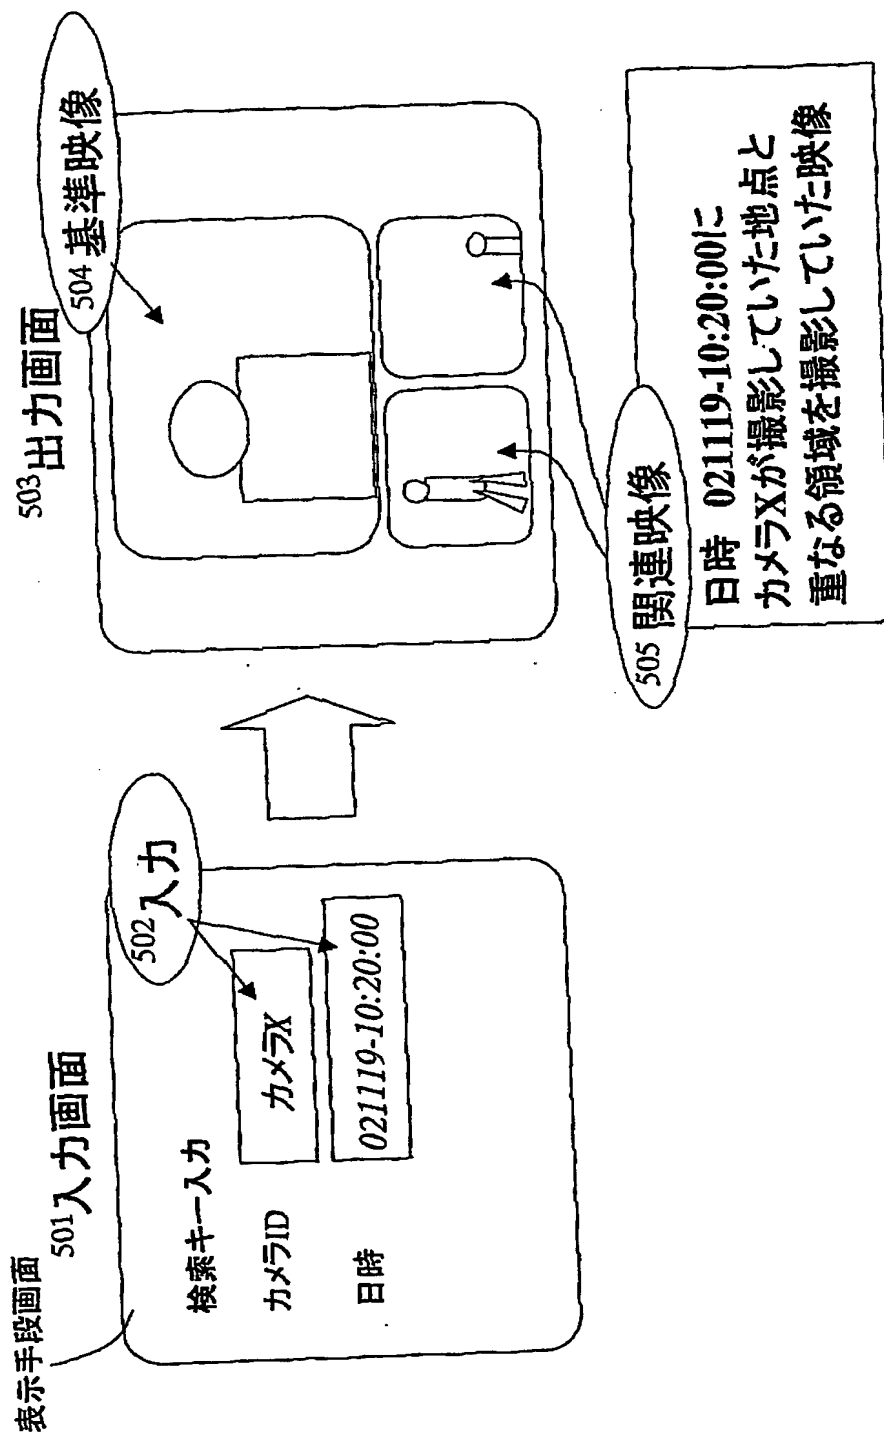 表示手段画面
501入力画面
502入力
検索キー入力
カメラID
カメラX
日時
021119-10:20:00
503出力画面
504基準映像
505関連映像
日時 021119-10:20:00に
カメラXが撮影していた地点と
重なる領域を撮影していた映像